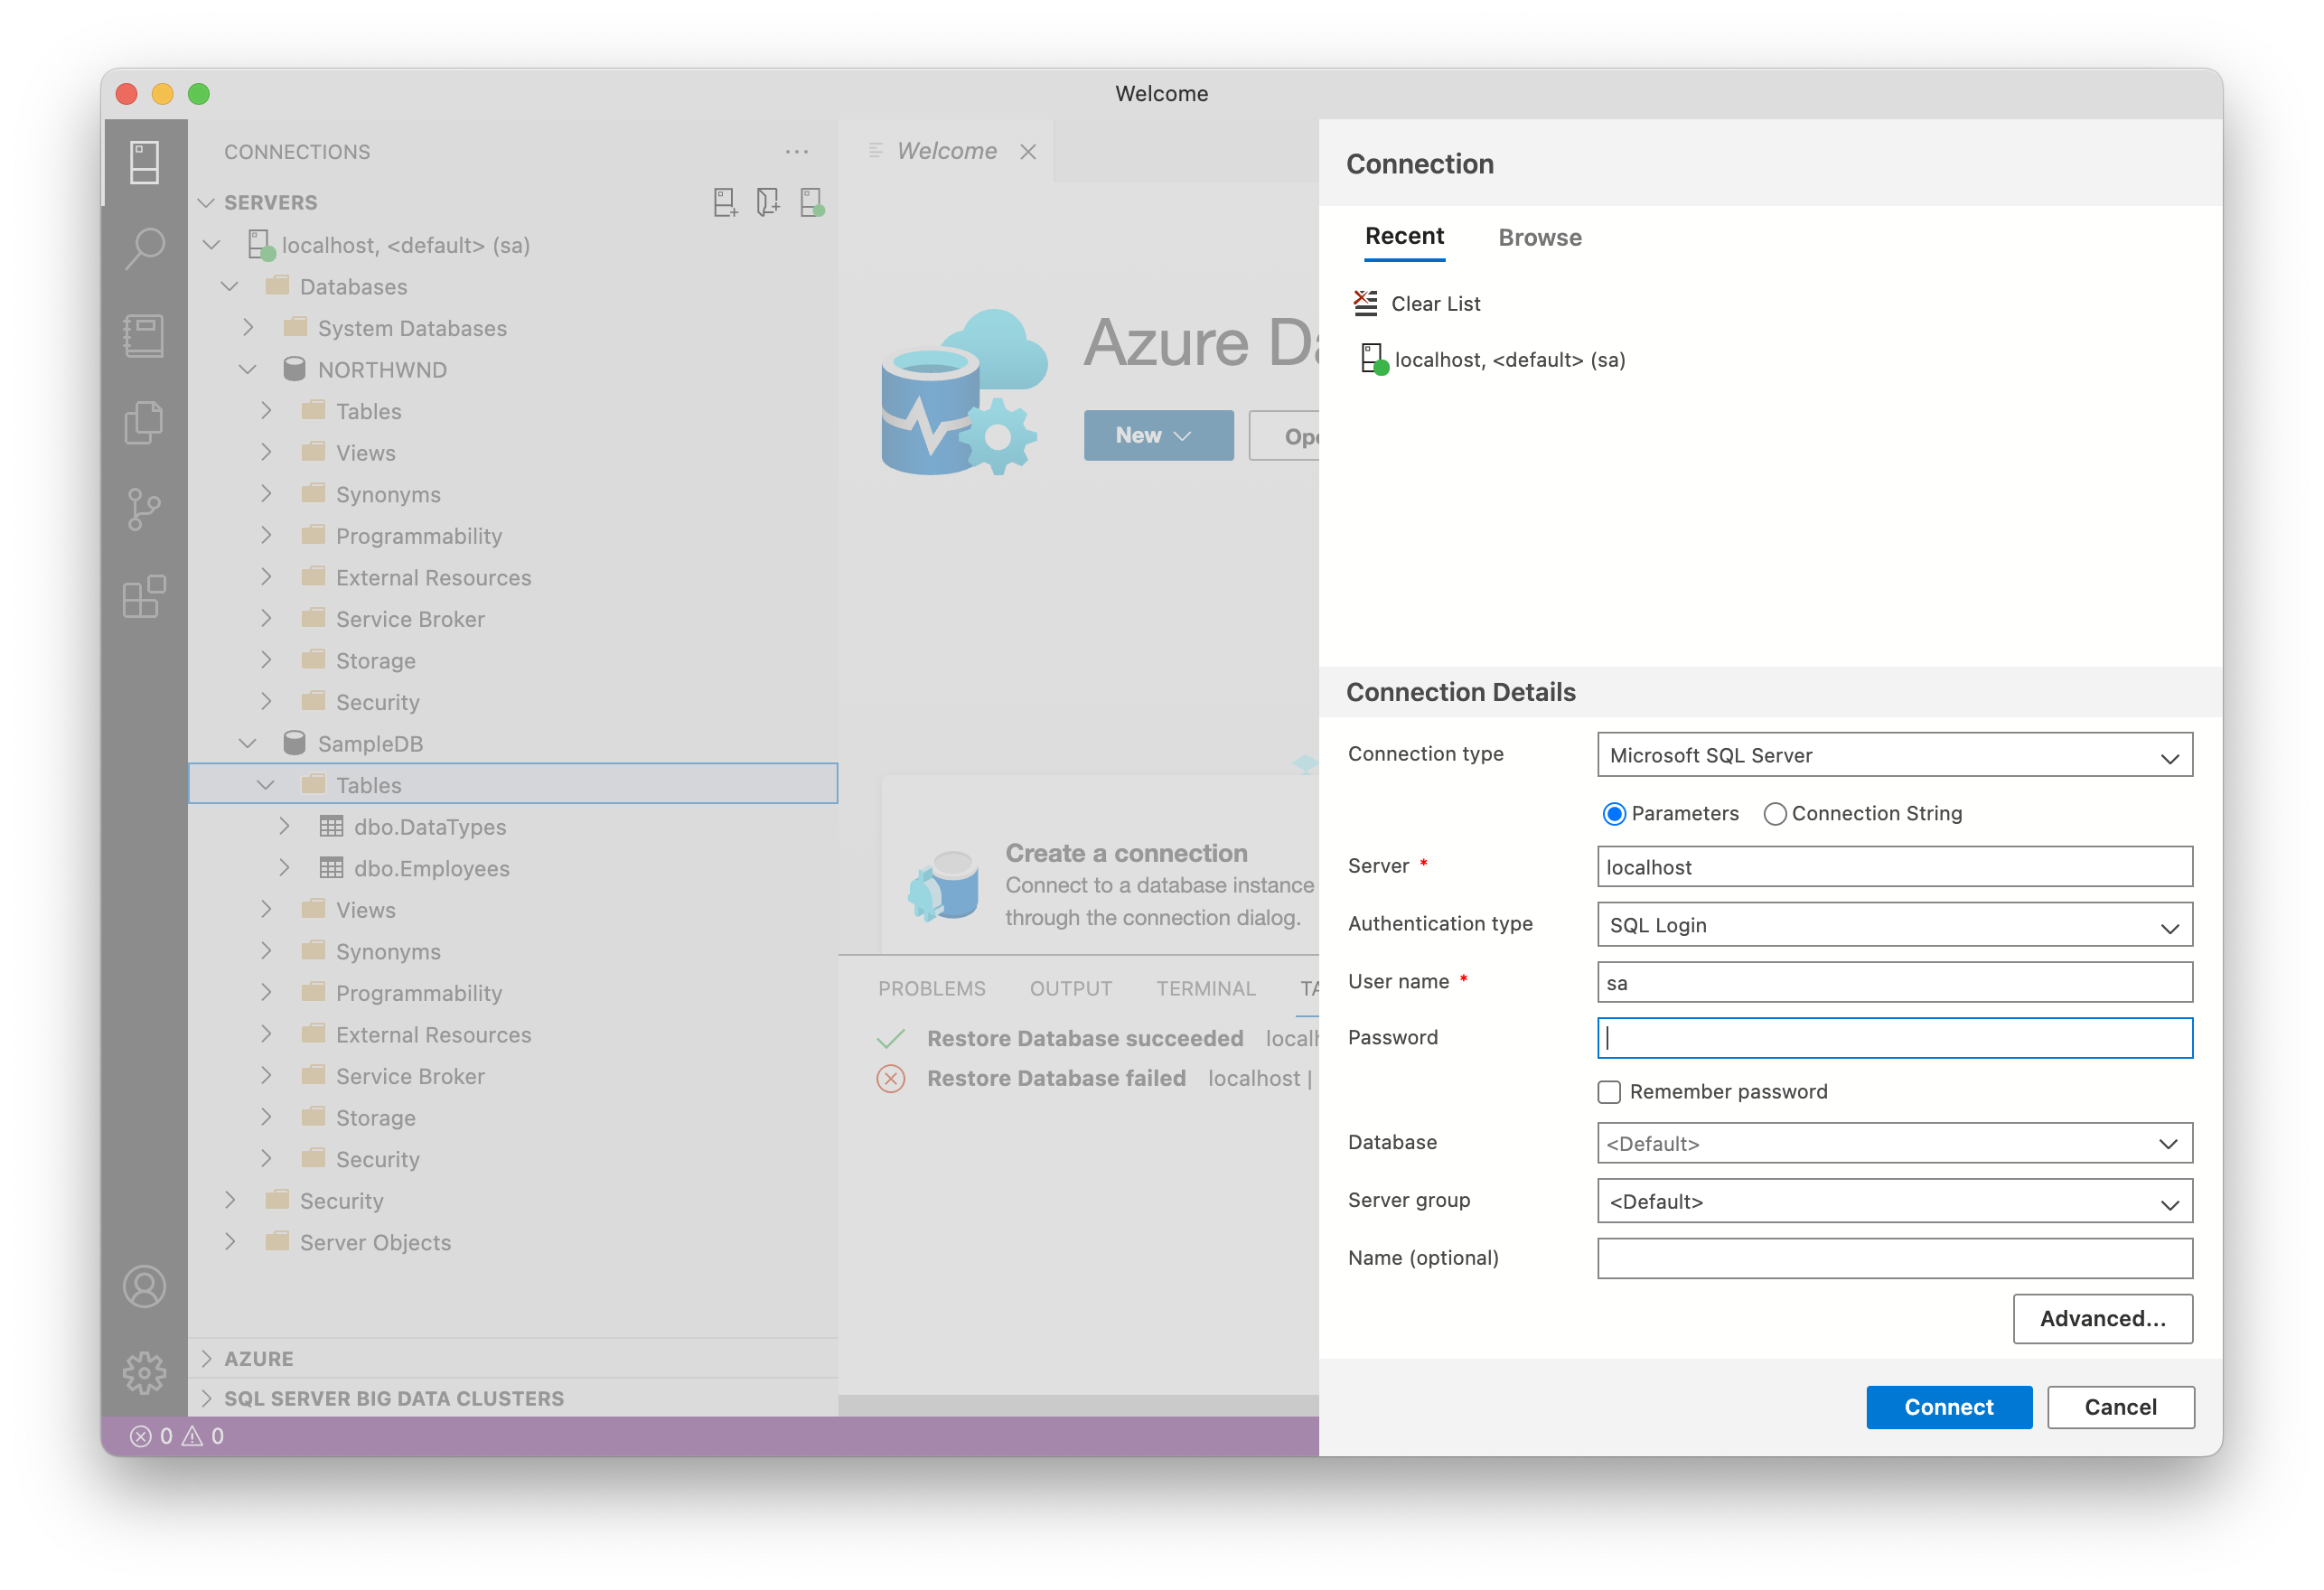 Welcome
CONNECTIONS
SERVERS
localhost, <default> (sa)
Databases
System Databases
NORTHWND
Tables
Views
Synonyms
Programmability
External Resources
Service Broker
Storage
Security
SampleDB
Tables
dbo.DataTypes
dbo.Employees
Views
Synonyms
Programmability
External Resources
Service Broker
Storage
Security
Security
Server Objects
AZURE
SQL SERVER BIG DATA CLUSTERS
0 0
Welcome
Azure Da
New
Ope
Create a connection
Connect to a database instance
through the connection dialog.
PROBLEMS OUTPUT TERMINAL TA
Restore Database succeeded localh
Restore Database failed localhost |
Connection
Recent Browse
Clear List
localhost, <default> (sa)
Connection Details
Connection type Microsoft SQL Server
Parameters Connection String
Server * localhost
Authentication type SQL Login
User name * sa
Password
Remember password
Database <Default>
Server group <Default>
Name (optional)
Advanced...
Connect Cancel